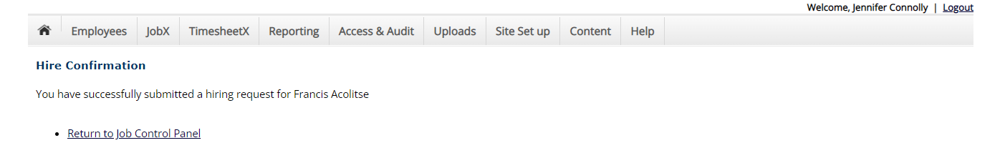 Welcome, Jennifer Connolly | Logout
Employees JobX TimesheetX Reporting Access & Audit Uploads Site Set up Content Help
Hire Confirmation
You have successfully submitted a hiring request for Francis Acolitse
• Return to Job Control Panel